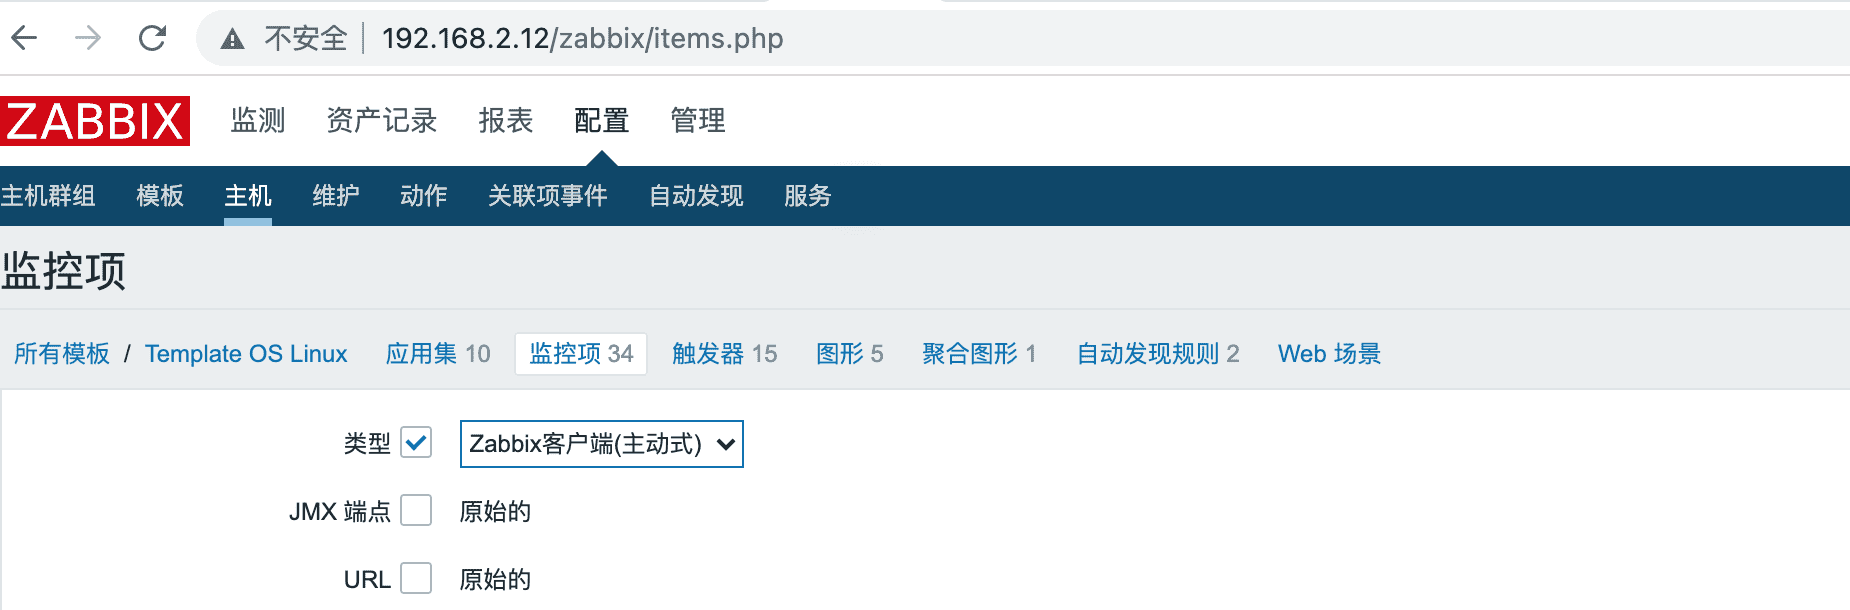 不安全 192.168.2.12/zabbix/items.php
ZABBIX 监测 资产记录 报表 配置 管理
主机群组 模板 主机 维护 动作 关联项事件 自动发现 服务
监控项
所有模板 / Template OS Linux 应用集 10 监控项 34 触发器 15 图形 5 聚合图形 1 自动发现规则 2 Web 场景
类型 Zabbix客户端(主动式)
JMX 端点 原始的
URL 原始的